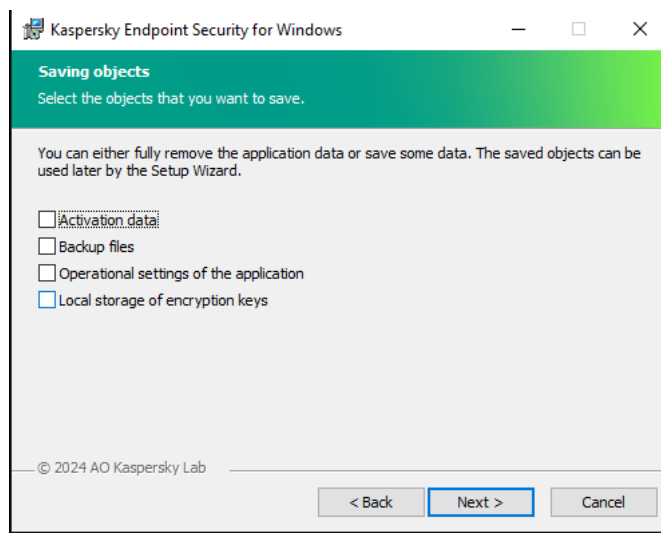 Kaspersky Endpoint Security for Windows
Saving objects
Select the objects that you want to save.
You can either fully remove the application data or save some data. The saved objects can be
used later by the Setup Wizard.
Activation data
Backup files
Operational settings of the application
Local storage of encryption keys
© 2024 AO Kaspersky Lab
< Back Next > Cancel